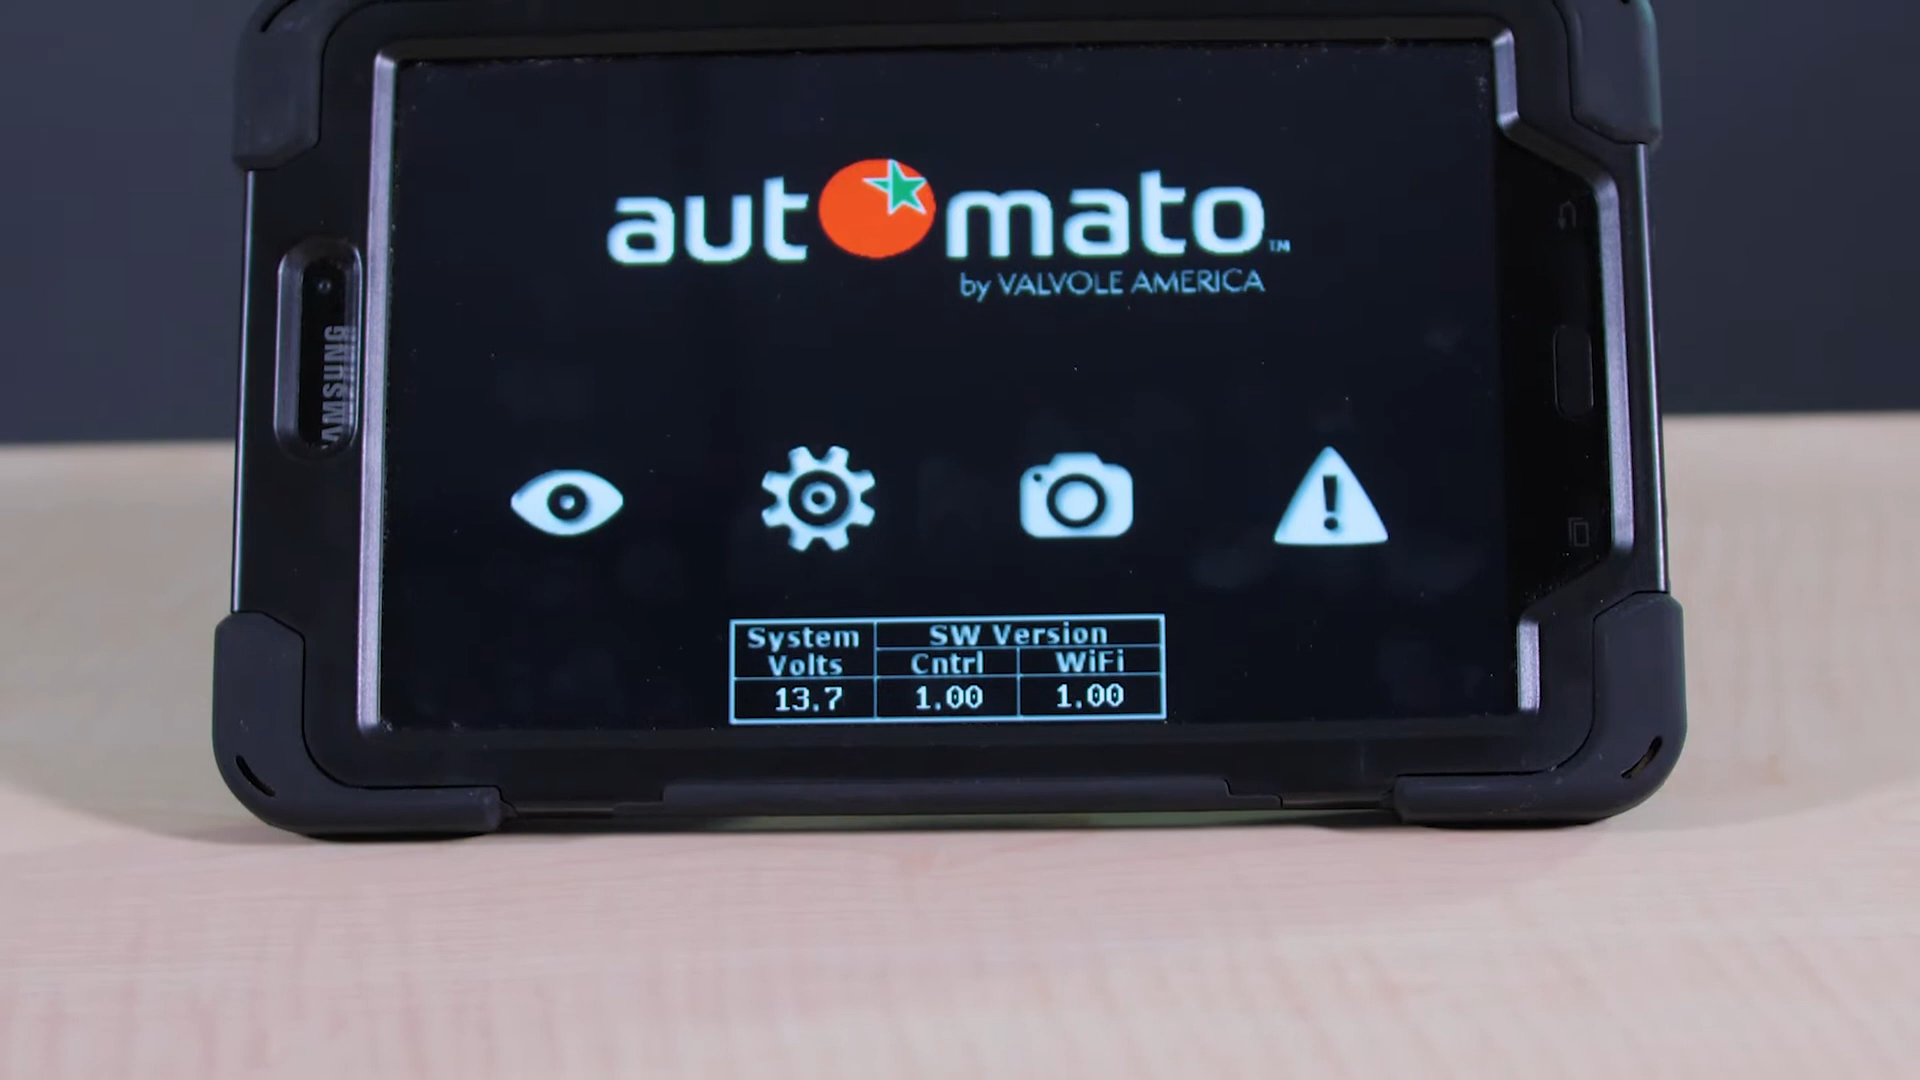 automato™
by VALVOLE AMERICA
SAMSUNG
System Volts
SW Version
Cntrl WiFi
13.7 1.00 1.00